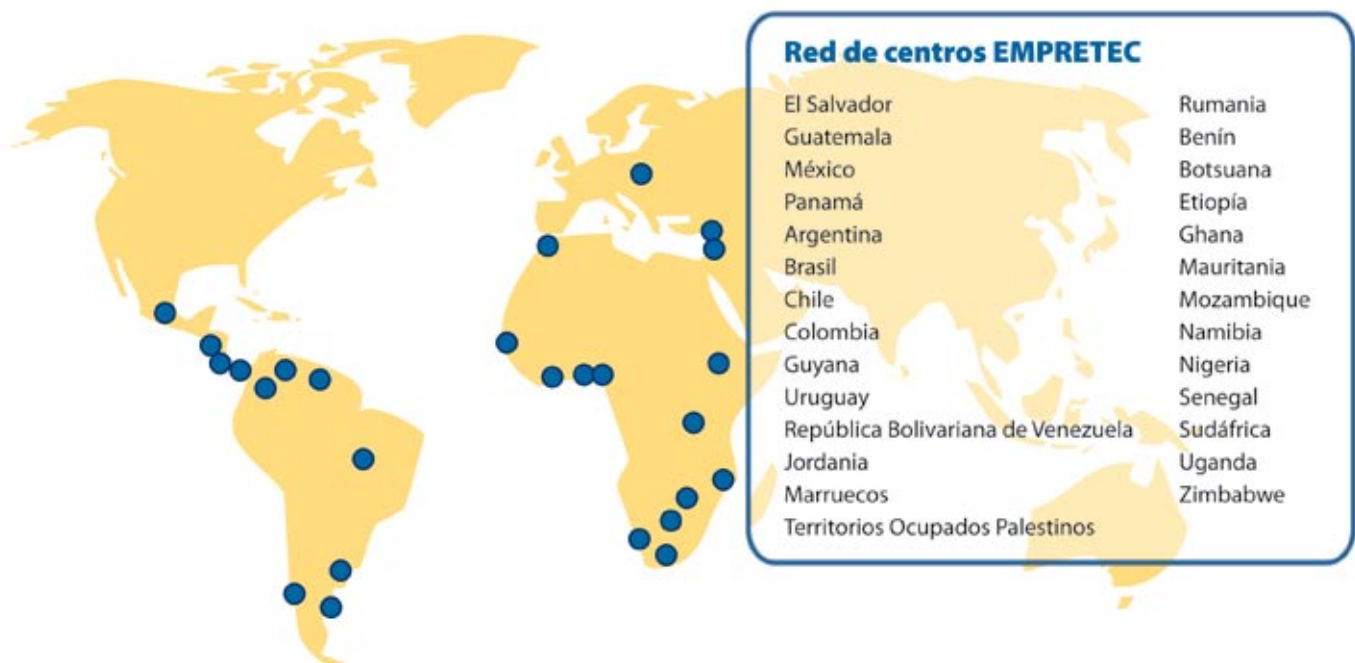 Red de centros EMPRETEC
El Salvador
Guatemala
México
Panamá
Argentina
Brasil
Chile
Colombia
Guyana
Uruguay
República Bolivariana de Venezuela
Jordania
Marruecos
Territorios Ocupados Palestinos
Rumania
Benín
Botsuana
Etiopía
Ghana
Mauritania
Mozambique
Namibia
Nigeria
Senegal
Sudáfrica
Uganda
Zimbabwe